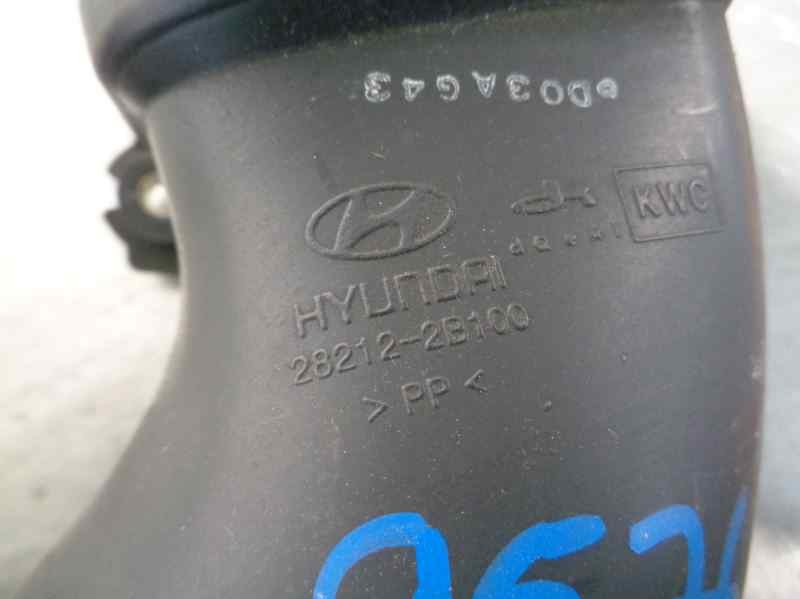 D03AG43
KWC
HYUNDAI
28212-2B100
>PP<